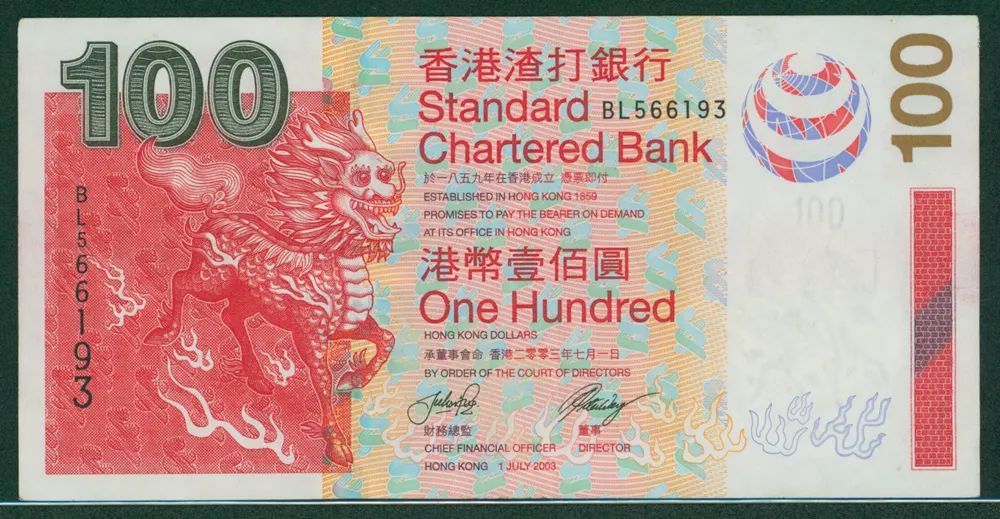 100
香港渣打銀行
Standard
Chartered Bank
BL566193
100
於一八五九年在香港成立 憑票即付
ESTABLISHED IN HONG KONG 1859
PROMISES TO PAY THE BEARER ON DEMAND
AT ITS OFFICE IN HONG KONG
BL566193
港幣壹佰圓
One Hundred
HONG KONG DOLLARS
承董事會命 香港二零零三年七月一日
BY ORDER OF THE COURT OF DIRECTORS
財務總監 董事
CHIEF FINANCIAL OFFICER DIRECTOR
HONG KONG 1 JULY 2003
100